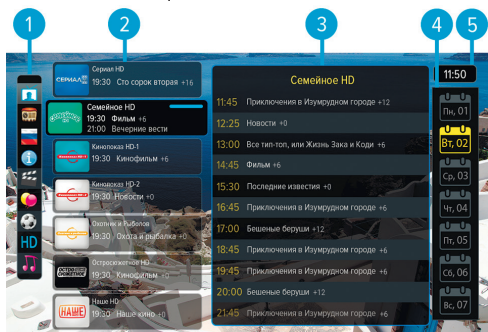 1
2
3
4
5
СЕРИАЛ HD
Сериал HD
19:30 Сто сорок вторая +16
СЕМЕЙНОЕ
Семейное HD
19:30 Фильм +6
21:00 Вечерние вести
Кинопоказ HD-1
19:30 Кинофильм +6
Кинопоказ HD-2
19:30 Новости +0
Охотник и Рыболов
19:30 Охота и рыбалка +0
Остросюжетное HD
19:30 Кинофильм +0
НАШЕ
Наше HD
19:30 Наше кино +0
HD
Семейное HD
11:45 Приключения в Изумрудном городе +12
12:25 Новости +0
13:00 Все тип-топ, или Жизнь Зака и Коди +6
14:45 Фильм +6
15:30 Последние известия +0
16:45 Приключения в Изумрудном городе +6
17:00 Бешеные беруши +12
18:45 Приключения в Изумрудном городе +6
19:45 Приключения в Изумрудном городе +6
20:00 Бешеные беруши +12
21:45 Приключения в Изумрудном городе +6
11:50
Пн, 01
Вт, 02
Ср, 03
Чт, 04
Пт, 05
Сб, 06
Вс, 07